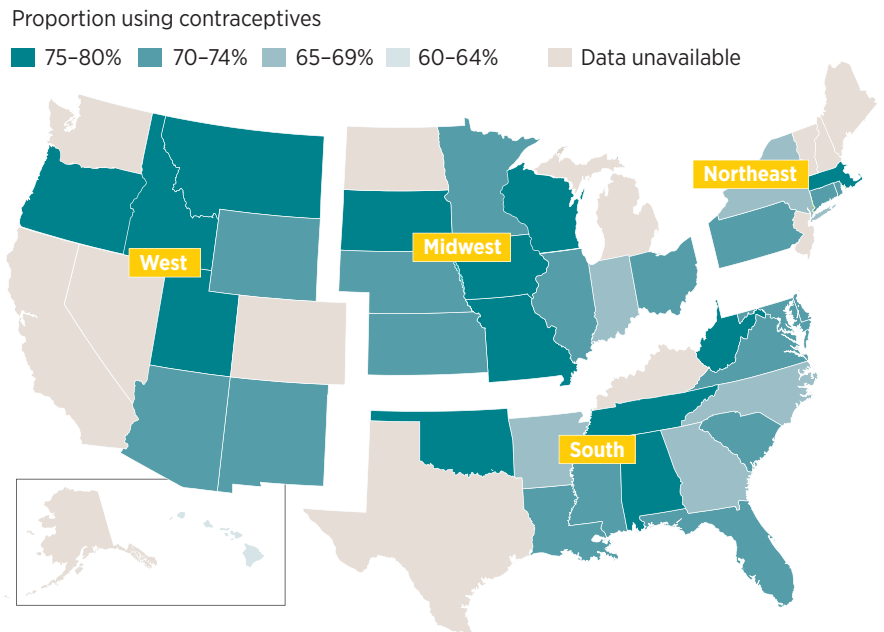 Proportion using contraceptives
75–80% 70–74% 65–69% 60–64% Data unavailable
Northeast
Midwest
West
South